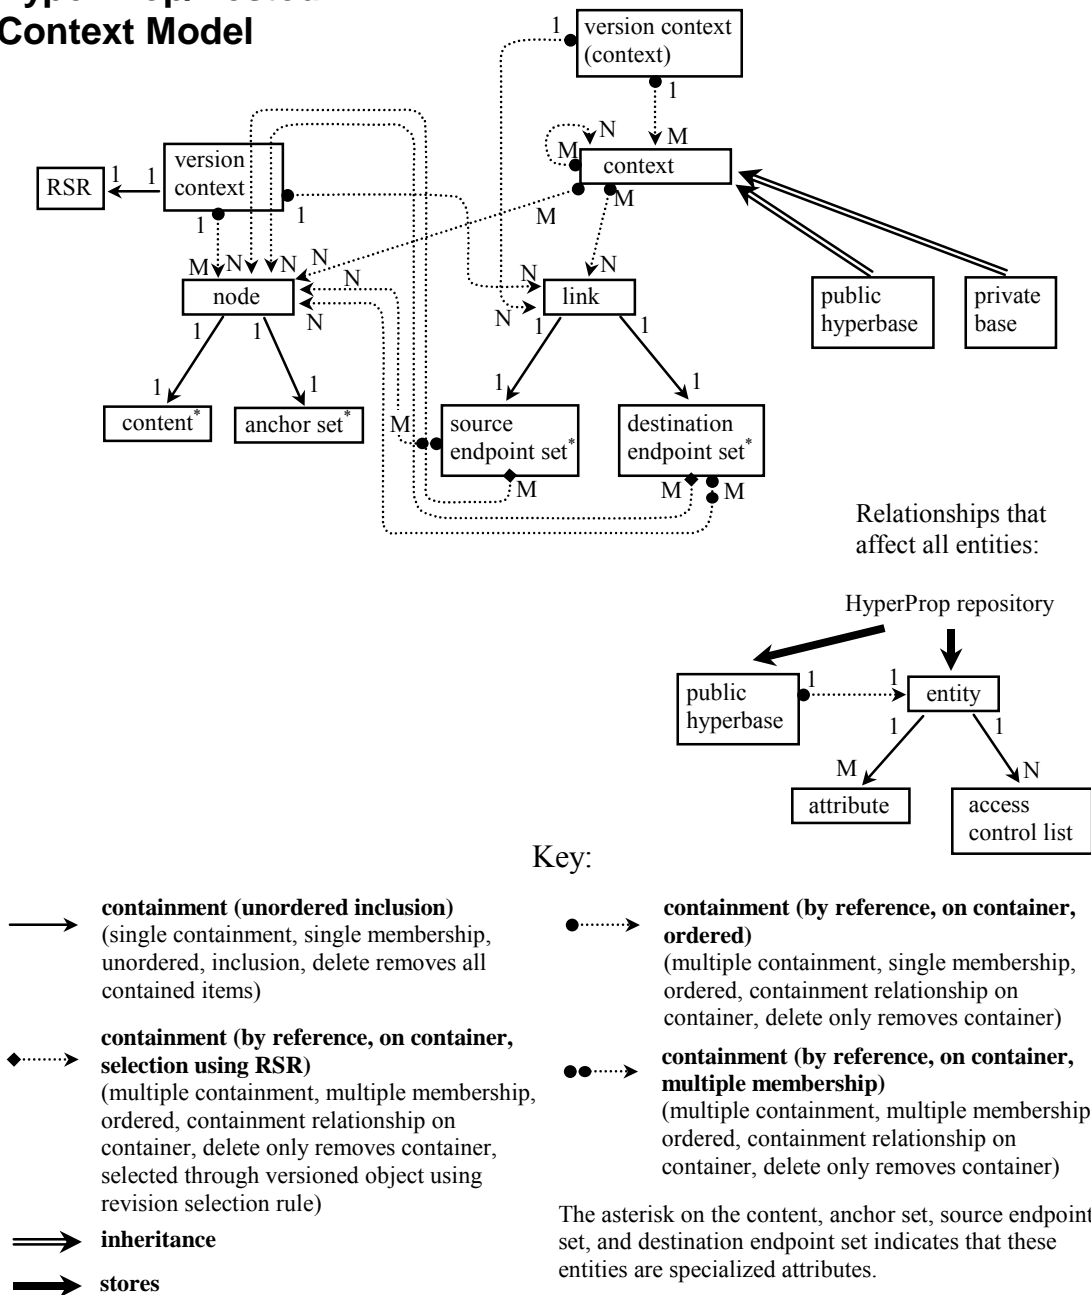 Context Model
version context
(context)
1
1
M
N
M
context
M
M
N
RSR
1
1
version
context
1
1
M
N
N
N
N
N
node
N
N
link
public
hyperbase
private
base
1
1
1
1
1
1
1
1
content*
anchor set*
M
source
endpoint set*
M
destination
endpoint set*
M
M
Relationships that
affect all entities:
HyperProp repository
public
hyperbase
1
1
entity
1
1
M
N
attribute
access
control list
Key:
containment (unordered inclusion)
(single containment, single membership,
unordered, inclusion, delete removes all
contained items)
containment (by reference, on container,
selection using RSR)
(multiple containment, multiple membership,
ordered, containment relationship on
container, delete only removes container,
selected through versioned object using
revision selection rule)
inheritance
stores
containment (by reference, on container,
ordered)
(multiple containment, single membership,
ordered, containment relationship on
container, delete only removes container)
containment (by reference, on container,
multiple membership)
(multiple containment, multiple membership
ordered, containment relationship on
container, delete only removes container)
The asterisk on the content, anchor set, source endpoint
set, and destination endpoint set indicates that these
entities are specialized attributes.